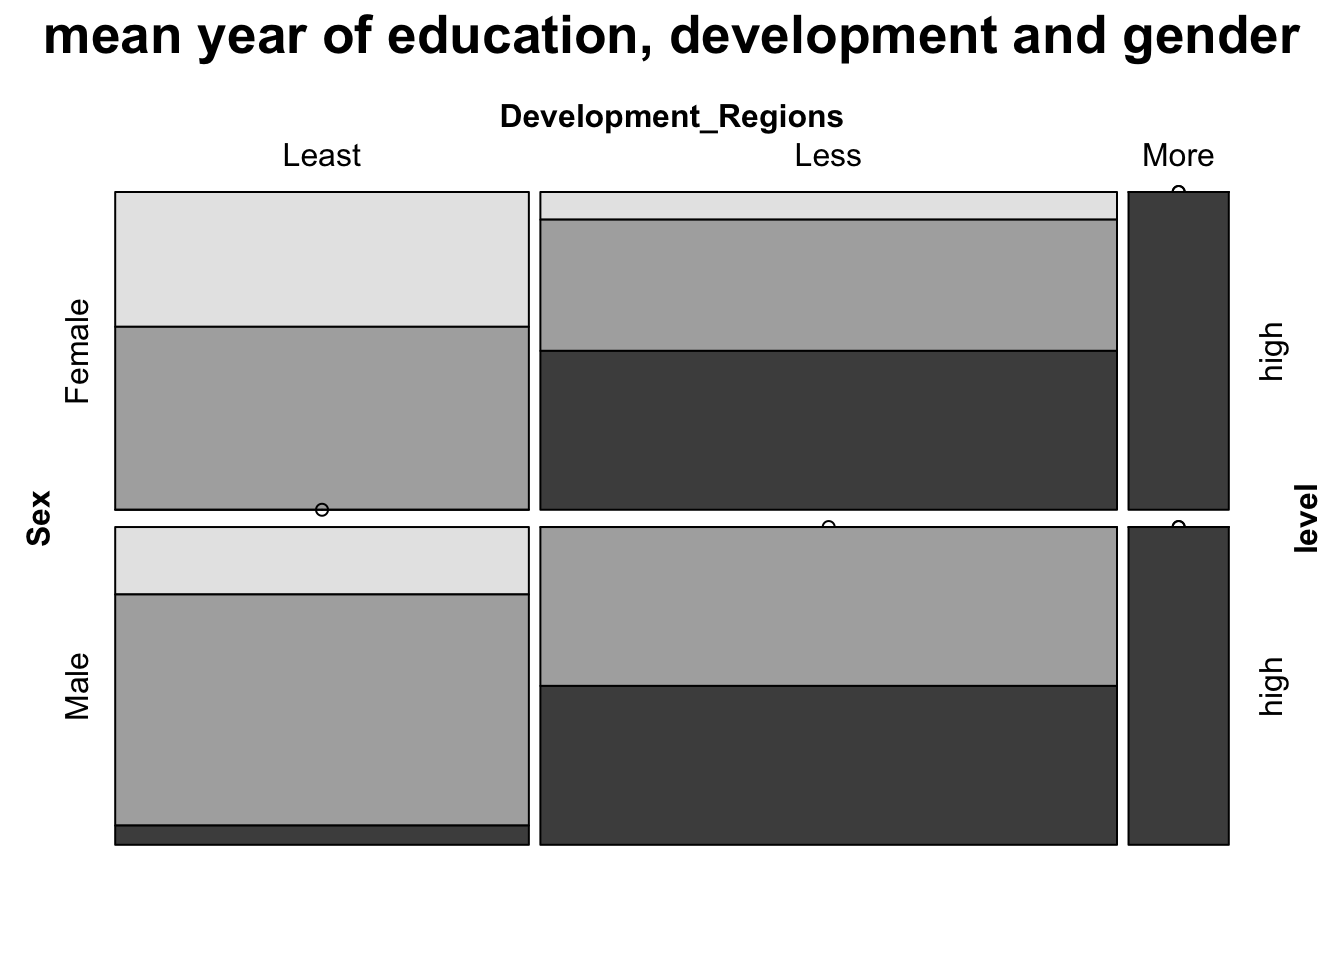 mean year of education, development and gender
Development_Regions
Least Less More
Female
high
Sex
level
Male
high